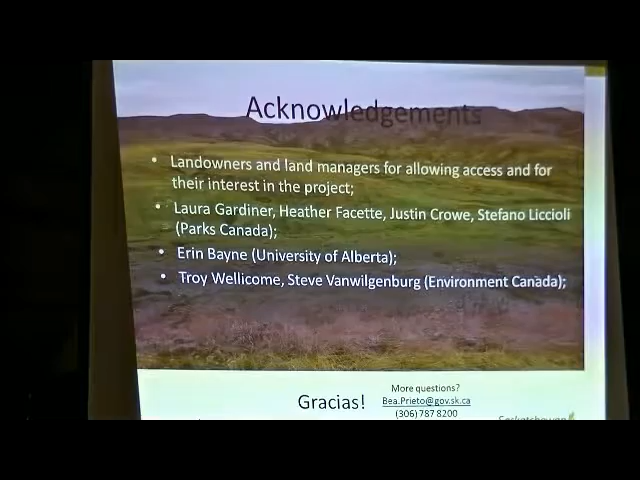 Acknowledgements
• Landowners and land managers for allowing access and for
their interest in the project;
• Laura Gardiner, Heather Facette, Justin Crowe, Stefano Liccioli
(Parks Canada);
• Erin Bayne (University of Alberta);
• Troy Wellicome, Steve Vanwilgenburg (Environment Canada);
More questions?
Gracias! Bea.Prieto@gov.sk.ca
(306) 787 8200
Saskatchewan